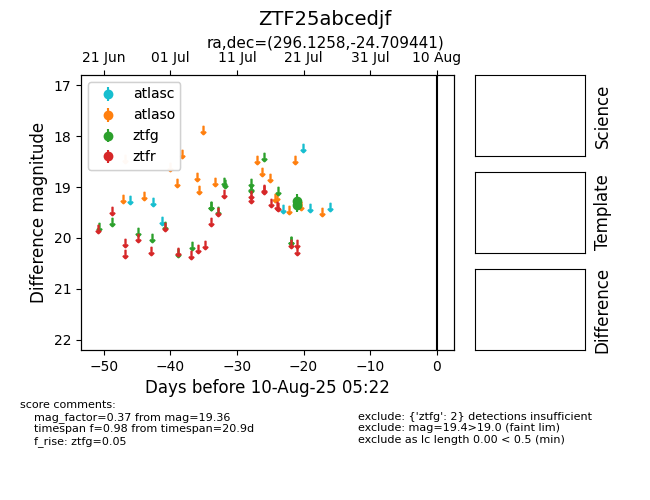 ZTF25abcedjf
ra,dec=(296.1258,-24.709441)
21 Jun 01 Jul 11 Jul 21 Jul 31 Jul 10 Aug
atlasc
atlaso
ztfg
ztfr
17
18
19
20
21
22
Difference magnitude
−50 −40 −30 −20 −10 0
Days before 10-Aug-25 05:22
Science
Template
Difference
score comments:
mag_factor=0.37 from mag=19.36
timespan f=0.98 from timespan=20.9d
f_rise: ztfg=0.05
exclude: {'ztfg': 2} detections insufficient
exclude: mag=19.4>19.0 (faint lim)
exclude as lc length 0.00 < 0.5 (min)